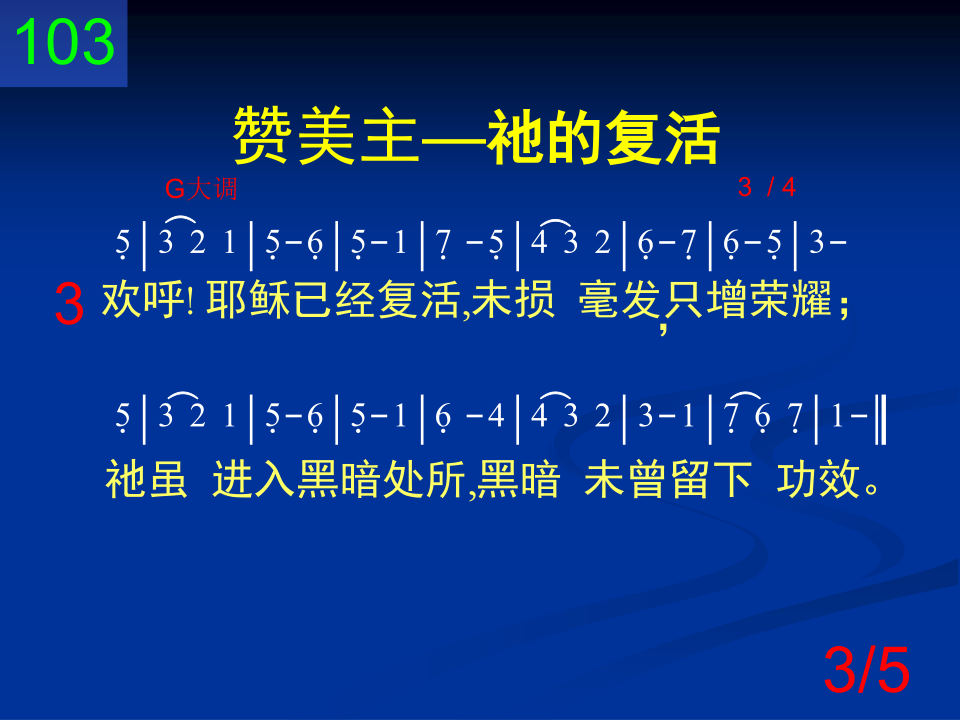 103
赞美主—祂的复活
G大调 3 / 4
5̣ | 3 2 1 | 5̣ - 6̣ | 5̣ - 1 | 7̣ - 5̣ | 4 3 2 | 6̣ - 7̣ | 6̣ - 5̣ | 3 -
3 欢呼! 耶稣已经复活,未损 毫发,只增荣耀；
5̣ | 3 2 1 | 5̣ - 6̣ | 5̣ - 1 | 6̣ - 4 | 4 3 2 | 3 - 1 | 7̣ 6̣ 7̣ | 1 - ‖
祂虽 进入黑暗处所,黑暗 未曾留下 功效。
3/5